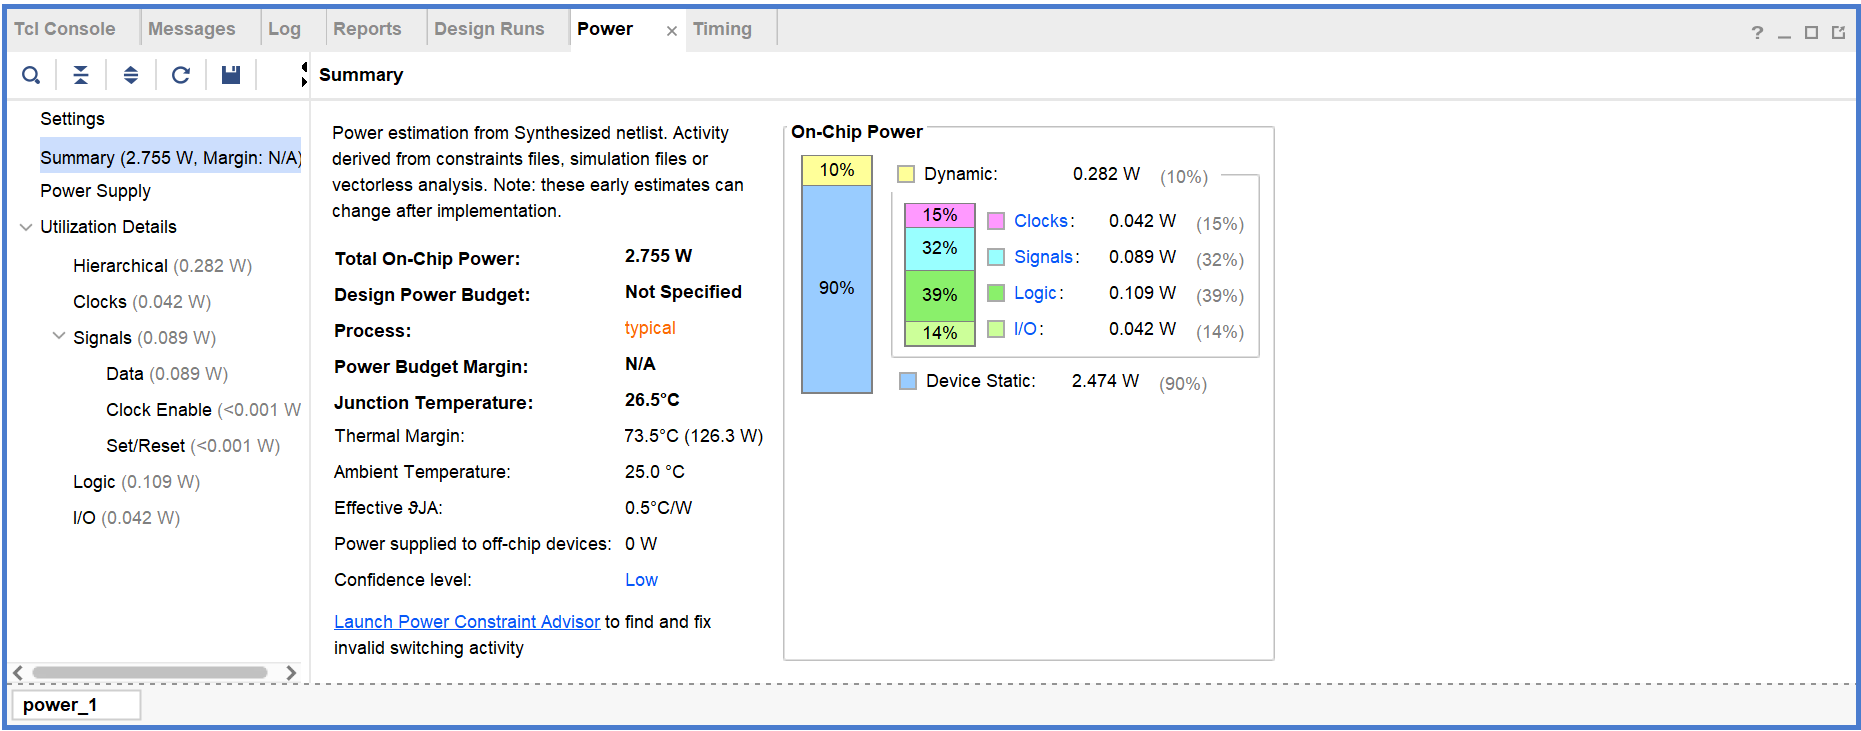 Tcl Console Messages Log Reports Design Runs Power × Timing ?
Summary
Settings
Summary (2.755 W, Margin: N/A)
Power Supply
Utilization Details
Hierarchical (0.282 W)
Clocks (0.042 W)
Signals (0.089 W)
Data (0.089 W)
Clock Enable (<0.001 W
Set/Reset (<0.001 W)
Logic (0.109 W)
I/O (0.042 W)
Power estimation from Synthesized netlist. Activity
derived from constraints files, simulation files or
vectorless analysis. Note: these early estimates can
change after implementation.
Total On-Chip Power: 2.755 W
Design Power Budget: Not Specified
Process: typical
Power Budget Margin: N/A
Junction Temperature: 26.5°C
Thermal Margin: 73.5°C (126.3 W)
Ambient Temperature: 25.0 °C
Effective ϑJA: 0.5°C/W
Power supplied to off-chip devices: 0 W
Confidence level: Low
Launch Power Constraint Advisor to find and fix
invalid switching activity
On-Chip Power
10%
90%
Dynamic: 0.282 W (10%)
15% Clocks: 0.042 W (15%)
32% Signals: 0.089 W (32%)
39% Logic: 0.109 W (39%)
14% I/O: 0.042 W (14%)
Device Static: 2.474 W (90%)
power_1